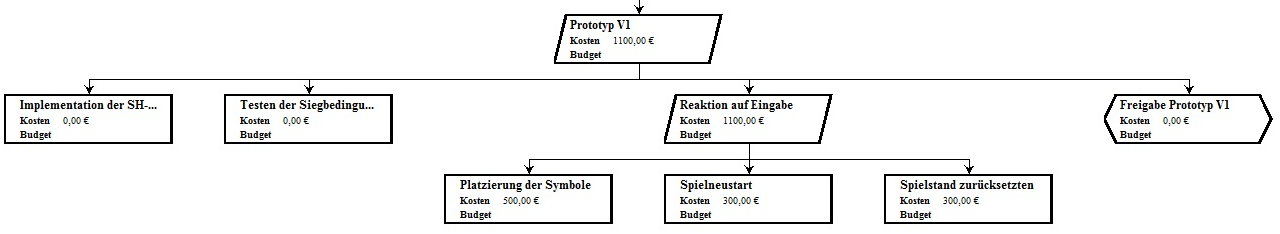 Prototyp V1
Kosten 1100,00 €
Budget
Implementation der SH-...
Kosten 0,00 €
Budget
Testen der Siegbedingu...
Kosten 0,00 €
Budget
Reaktion auf Eingabe
Kosten 1100,00 €
Budget
Freigabe Prototyp V1
Kosten 0,00 €
Budget
Platzierung der Symbole
Kosten 500,00 €
Budget
Spielneustart
Kosten 300,00 €
Budget
Spielstand zurücksetzten
Kosten 300,00 €
Budget